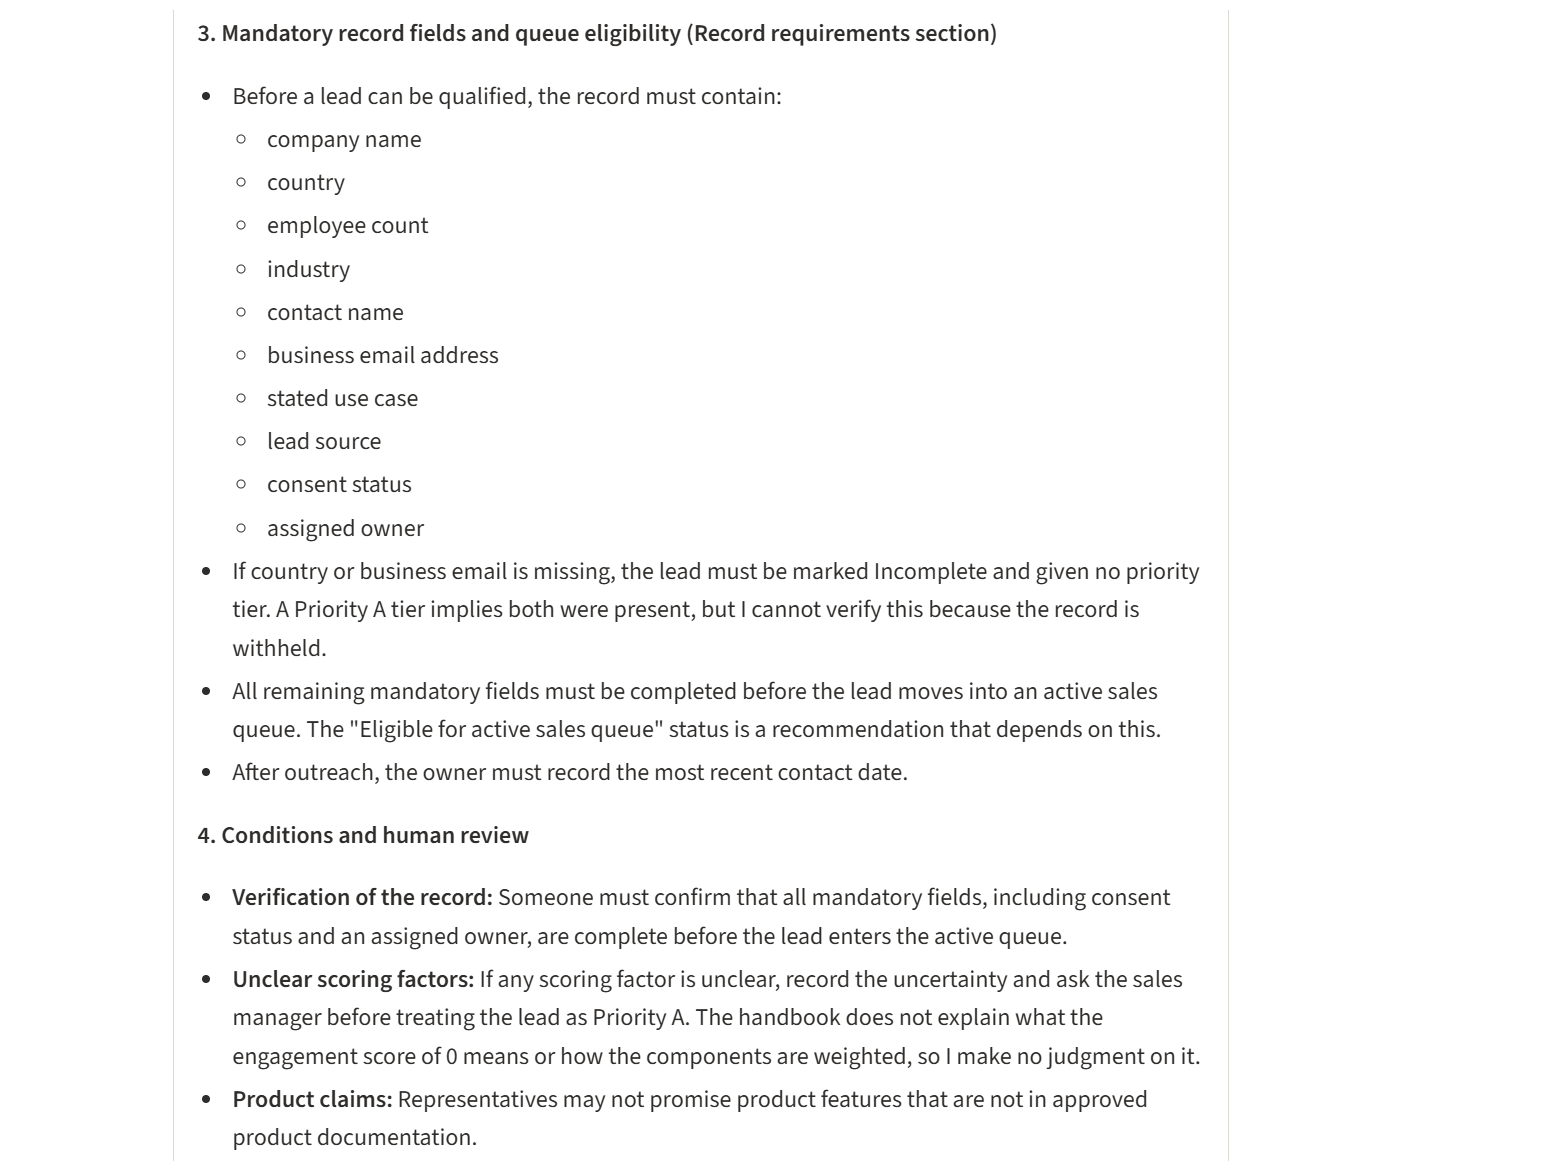 3. Mandatory record fields and queue eligibility (Record requirements section)
Before a lead can be qualified, the record must contain:
company name
country
employee count
industry
contact name
business email address
stated use case
lead source
consent status
assigned owner
If country or business email is missing, the lead must be marked Incomplete and given no priority
tier. A Priority A tier implies both were present, but I cannot verify this because the record is
withheld.
All remaining mandatory fields must be completed before the lead moves into an active sales
queue. The "Eligible for active sales queue" status is a recommendation that depends on this.
After outreach, the owner must record the most recent contact date.
4. Conditions and human review
Verification of the record: Someone must confirm that all mandatory fields, including consent
status and an assigned owner, are complete before the lead enters the active queue.
Unclear scoring factors: If any scoring factor is unclear, record the uncertainty and ask the sales
manager before treating the lead as Priority A. The handbook does not explain what the
engagement score of 0 means or how the components are weighted, so I make no judgment on it.
Product claims: Representatives may not promise product features that are not in approved
product documentation.